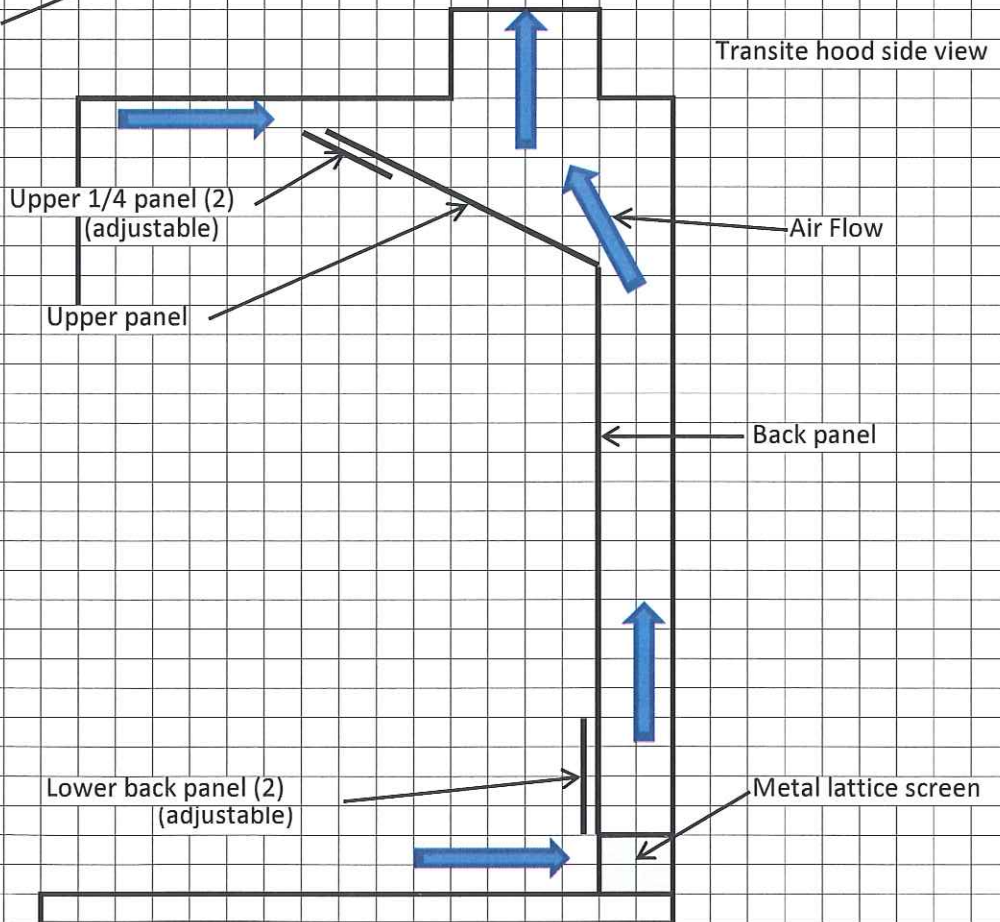 Transite hood side view
Upper 1/4 panel (2)
(adjustable)
Air Flow
Upper panel
Back panel
Lower back panel (2)
(adjustable)
Metal lattice screen